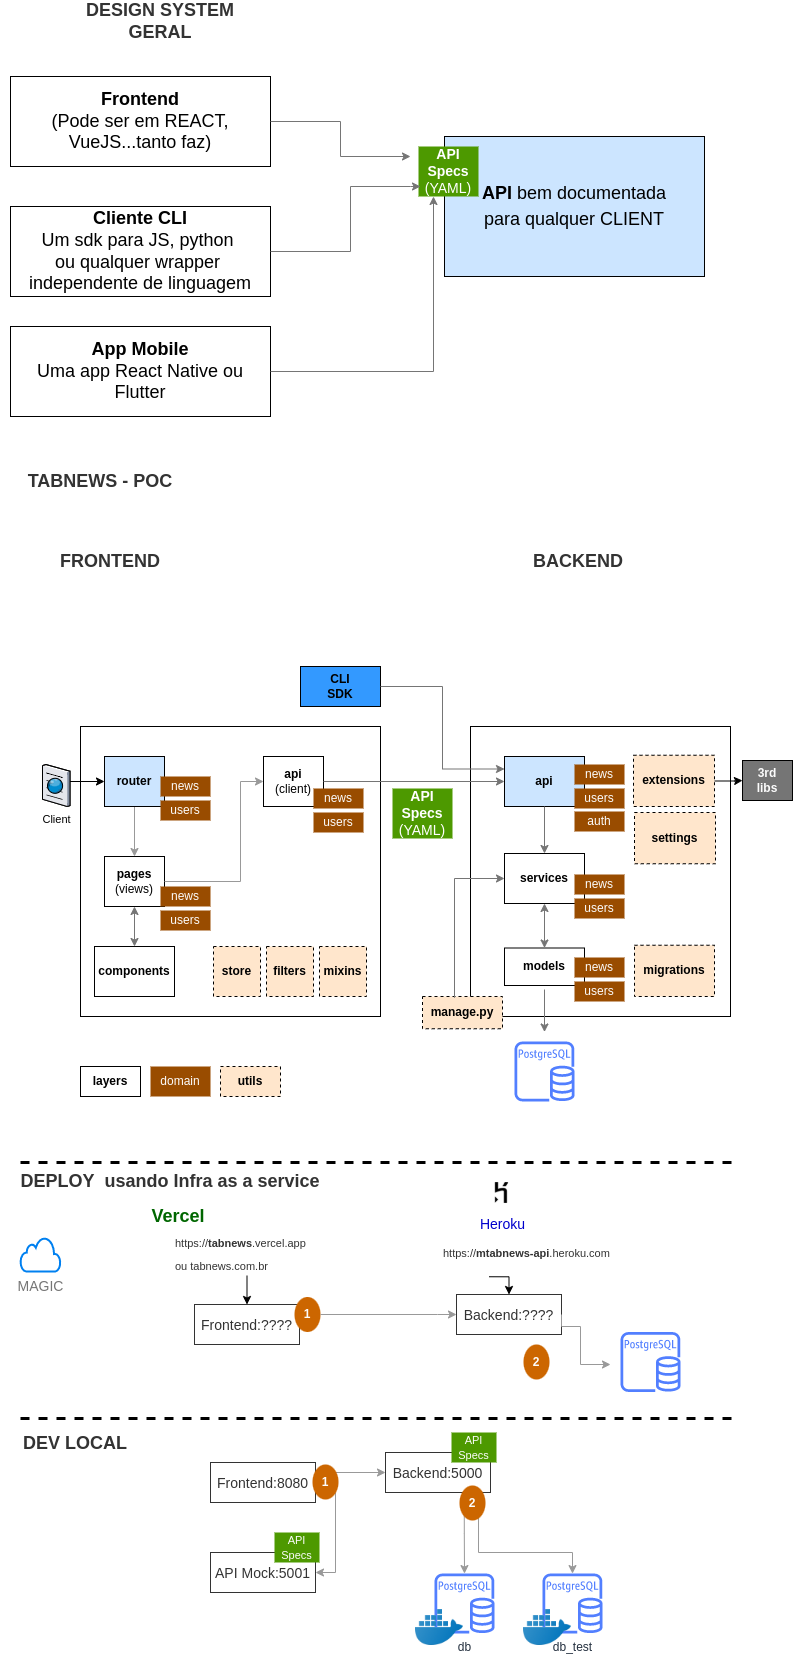 DESIGN SYSTEM
GERAL
Frontend
(Pode ser em REACT,
VueJS...tanto faz)
API
Specs
(YAML)
API bem documentada
para qualquer CLIENT
Cliente CLI
Um sdk para JS, python
ou qualquer wrapper
independente de linguagem
App Mobile
Uma app React Native ou
Flutter
TABNEWS - POC
FRONTEND
BACKEND
CLI
SDK
Client
router
news
users
api
(client)
news
users
API
Specs
(YAML)
pages
(views)
news
users
components
store
filters
mixins
api
news
users
auth
extensions
3rd
libs
settings
services
news
users
models
news
users
migrations
manage.py
PostgreSQL
layers
domain
utils
DEPLOY  usando Infra as a service
Vercel
Heroku
https://tabnews.vercel.app
ou tabnews.com.br
https://mtabnews-api.heroku.com
MAGIC
Frontend:????
1
Backend:????
2
PostgreSQL
DEV LOCAL
Frontend:8080
1
API
Specs
Backend:5000
2
API
Specs
API Mock:5001
PostgreSQL
db
PostgreSQL
db_test